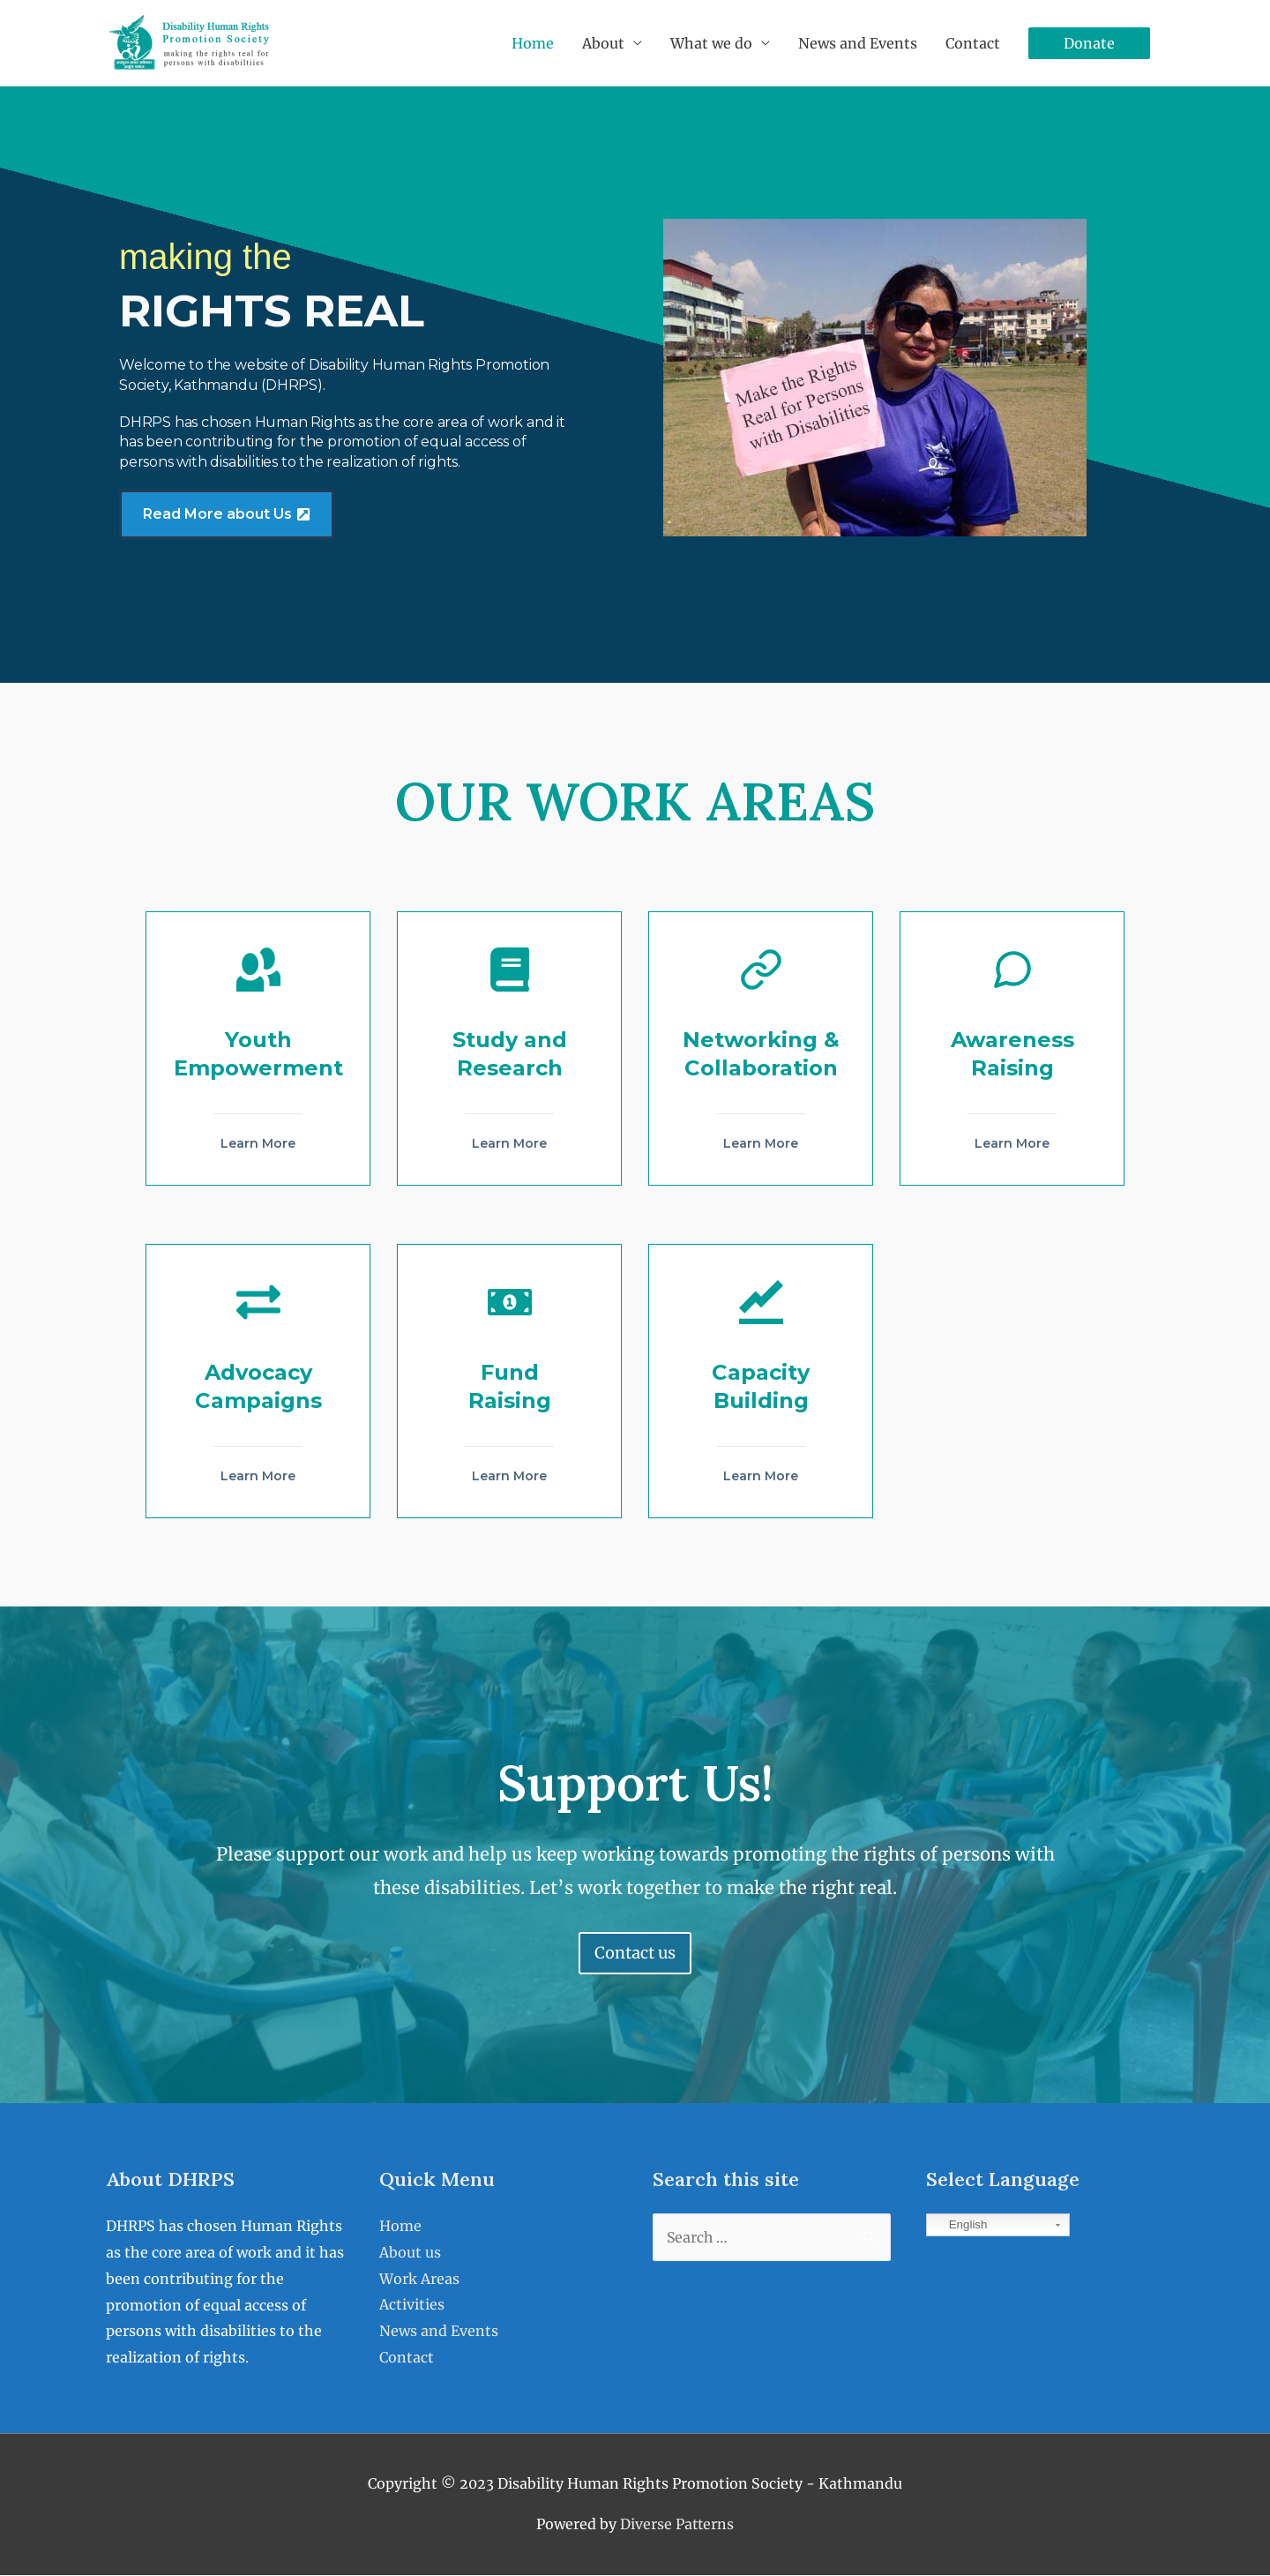 Disability Human Rights
Promotion Society
making the rights real for
persons with disabiltiies
Home
About
What we do
News and Events
Contact
Donate
making the
RIGHTS REAL
Welcome to the website of Disability Human Rights Promotion
Society, Kathmandu (DHRPS).
DHRPS has chosen Human Rights as the core area of work and it
has been contributing for the promotion of equal access of
persons with disabilities to the realization of rights.
Read More about Us
Make the Rights
Real for Persons
with Disabilities
OUR WORK AREAS
Youth
Empowerment
Learn More
Study and
Research
Learn More
Networking &
Collaboration
Learn More
Awareness
Raising
Learn More
Advocacy
Campaigns
Learn More
Fund
Raising
Learn More
Capacity
Building
Learn More
Support Us!
Please support our work and help us keep working towards promoting the rights of persons with
these disabilities. Let’s work together to make the right real.
Contact us
About DHRPS
DHRPS has chosen Human Rights
as the core area of work and it has
been contributing for the
promotion of equal access of
persons with disabilities to the
realization of rights.
Quick Menu
Home
About us
Work Areas
Activities
News and Events
Contact
Search this site
Search ...
Select Language
English
Copyright © 2023 Disability Human Rights Promotion Society - Kathmandu
Powered by Diverse Patterns